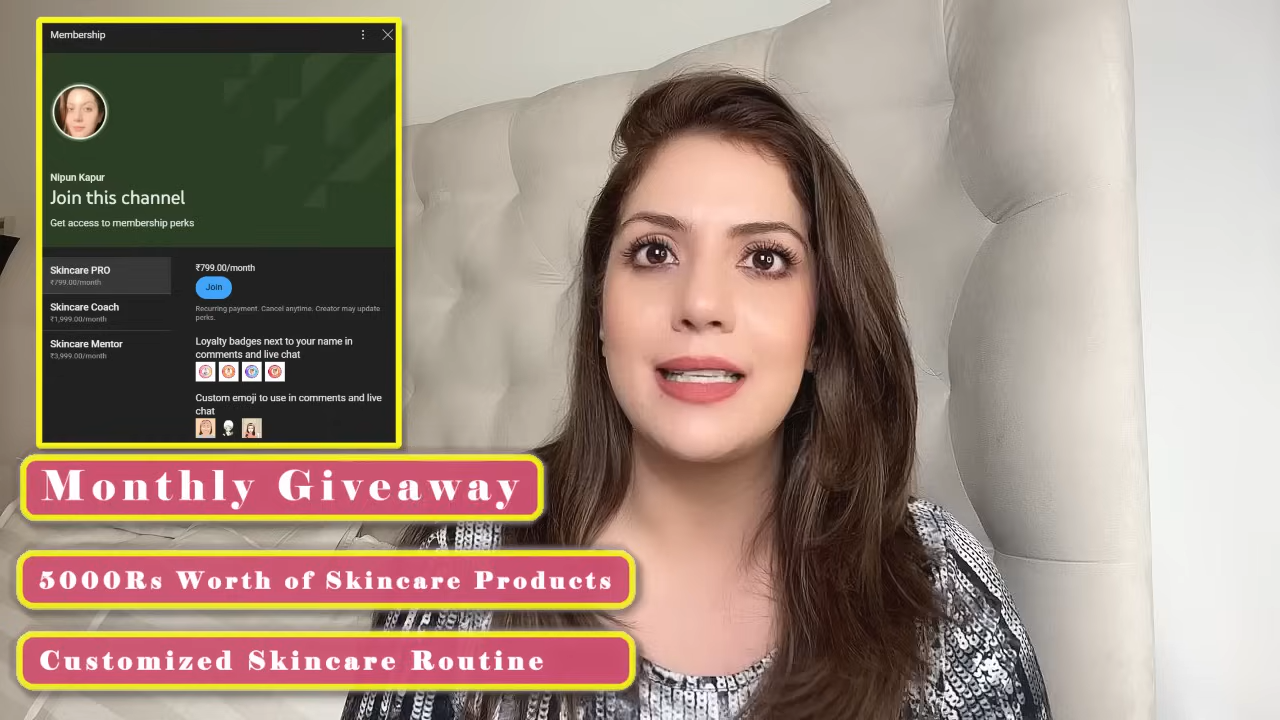 Membership
Nipun Kapur
Join this channel
Get access to membership perks
Skincare PRO
₹799.00/month
Skincare Coach
₹1,999.00/month
Skincare Mentor
₹3,999.00/month
₹799.00/month
Join
Recurring payment. Cancel anytime. Creator may update
perks.
Loyalty badges next to your name in
comments and live chat
Custom emoji to use in comments and live
chat
Monthly Giveaway
5000Rs Worth of Skincare Products
Customized Skincare Routine